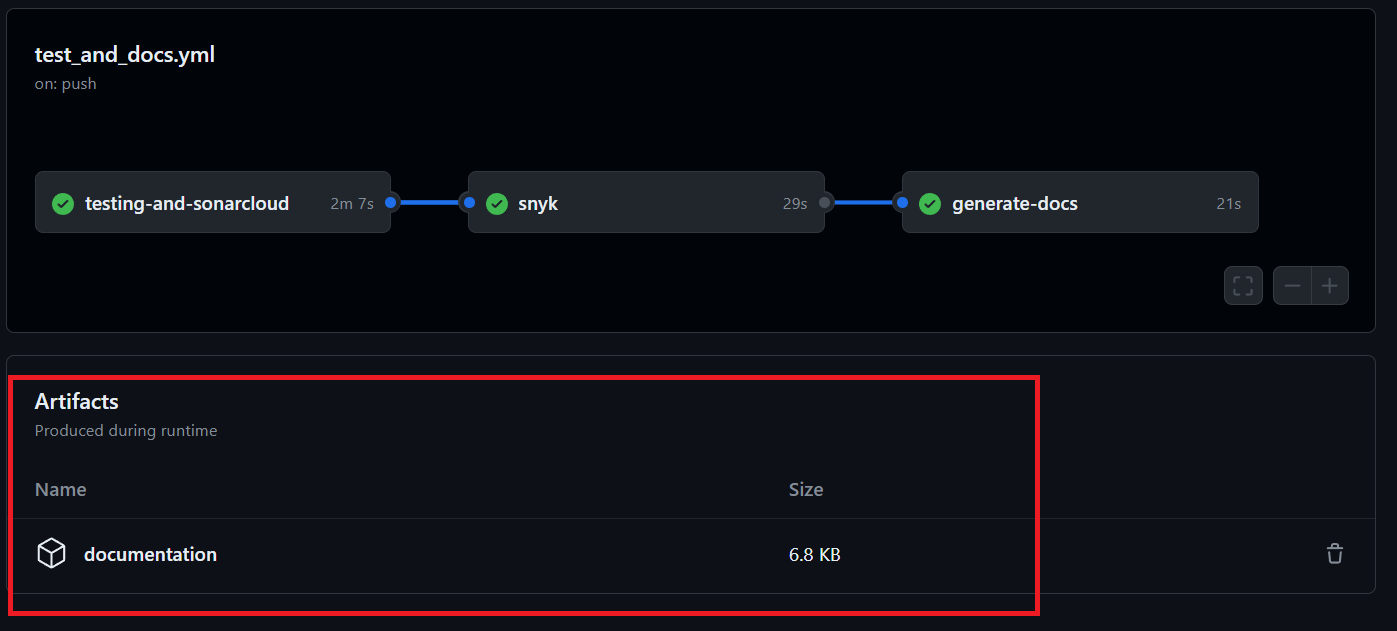 test_and_docs.yml
on: push
testing-and-sonarcloud 2m 7s
snyk 29s
generate-docs 21s
Artifacts
Produced during runtime
Name Size
documentation 6.8 KB